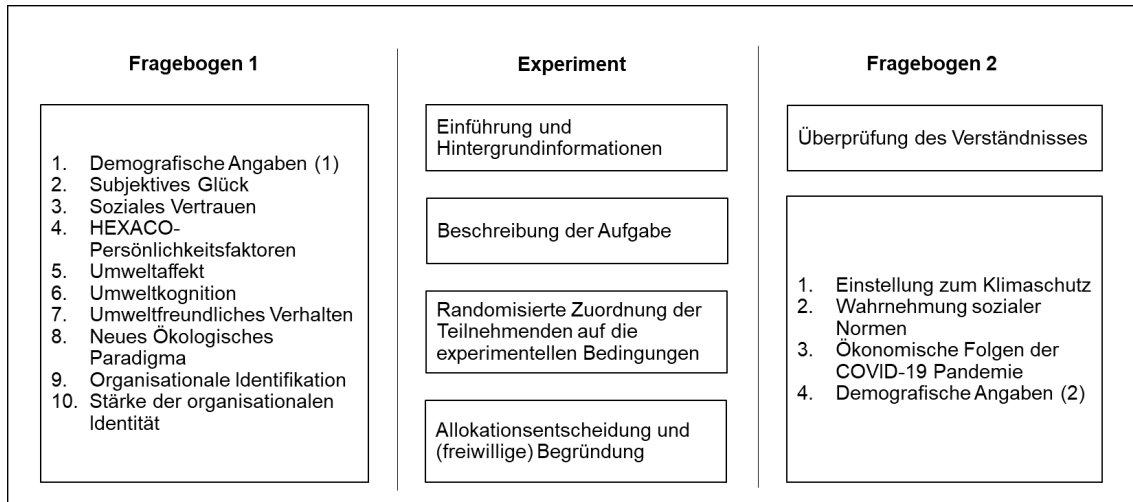 Fragebogen 1
1. Demografische Angaben (1)
2. Subjektives Glück
3. Soziales Vertrauen
4. HEXACO-
Persönlichkeitsfaktoren
5. Umweltaffekt
6. Umweltkognition
7. Umweltfreundliches Verhalten
8. Neues Ökologisches
Paradigma
9. Organisationale Identifikation
10. Stärke der organisationalen
Identität
Experiment
Einführung und
Hintergrundinformationen
Beschreibung der Aufgabe
Randomisierte Zuordnung der
Teilnehmenden auf die
experimentellen Bedingungen
Allokationsentscheidung und
(freiwillige) Begründung
Fragebogen 2
Überprüfung des Verständnisses
1. Einstellung zum Klimaschutz
2. Wahrnehmung sozialer
Normen
3. Ökonomische Folgen der
COVID-19 Pandemie
4. Demografische Angaben (2)